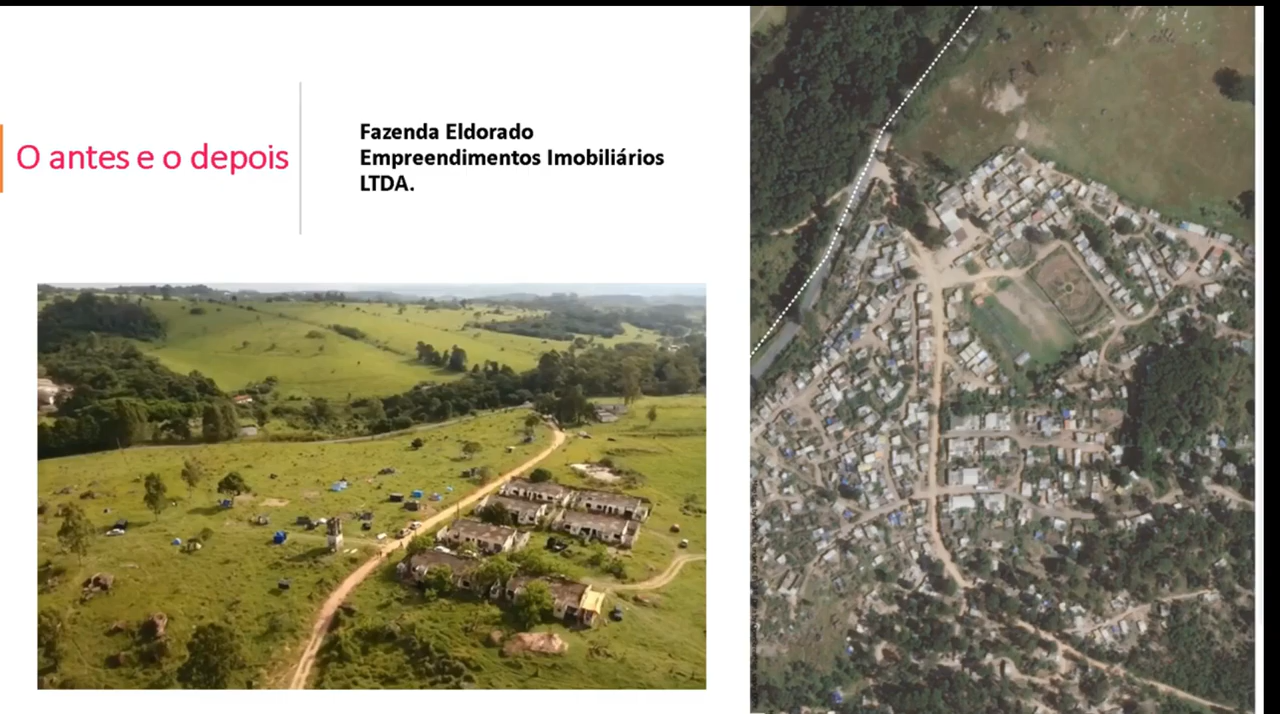 O antes e o depois
Fazenda Eldorado
Empreendimentos Imobiliários
LTDA.